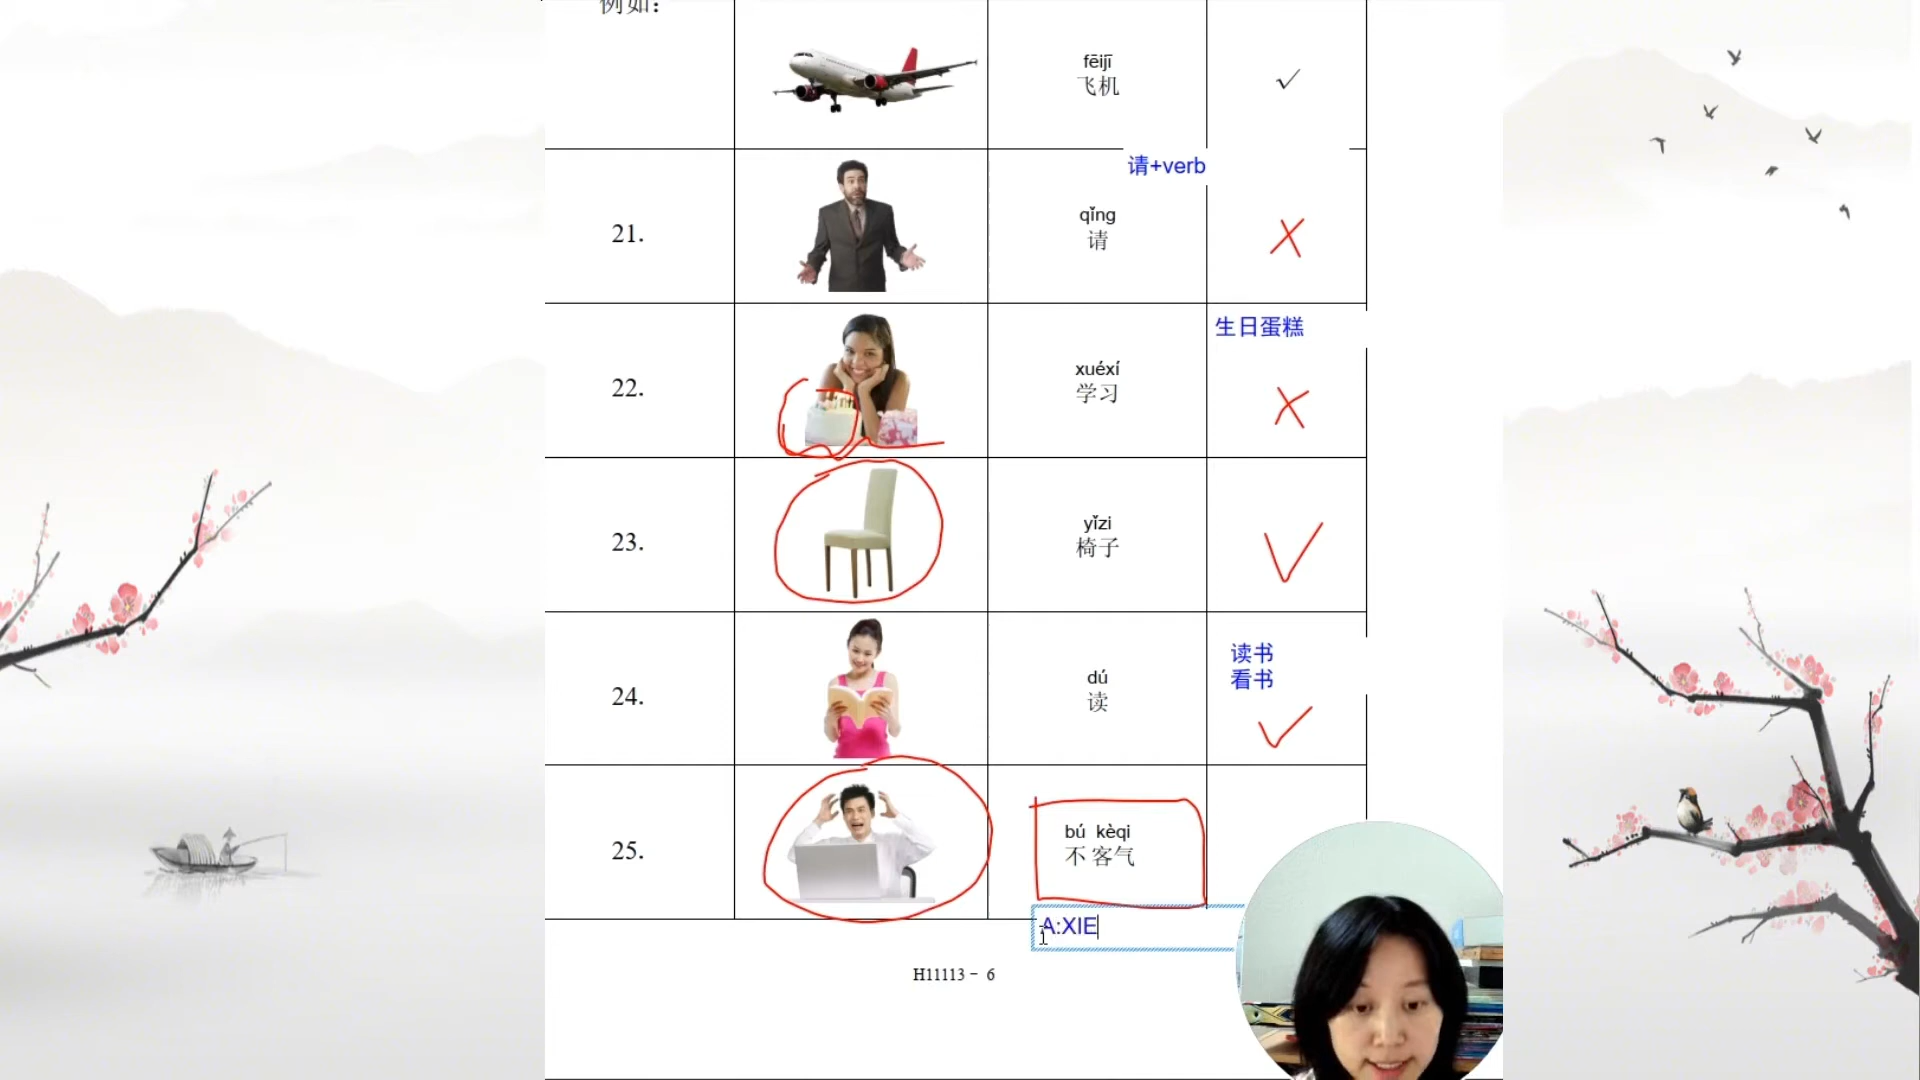 例如：
fēijī
飞机
√
请+verb
21.
qǐng
请
生日蛋糕
22.
xuéxí
学习
23.
yǐzi
椅子
24.
dú
读
读书
看书
25.
bú kèqi
不客气
A:XIE
H11113 - 6